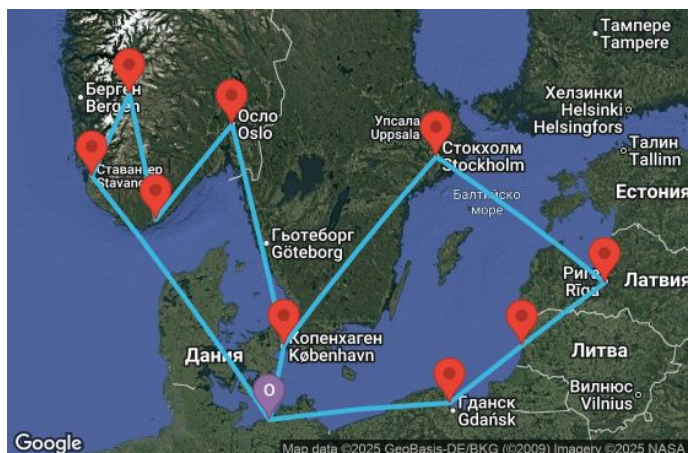 Тампере
Tampere
Берген
Bergen
Осло
Oslo
Упсала
Uppsala
Хелзинки
Helsinki
Helsingfors
Стокхолм
Stockholm
Талин
Tallinn
Ставангер
Балтийско
море
Естония
Гьотеборг
Göteborg
Рига
Rīga
Латвия
Копенхаген
København
Дания
Литва
O
Гданск
Gdańsk
Вилнюс
Vilnius
Google
Map data ©2025 GeoBasis-DE/BKG (©2009) Imagery ©2025 NASA